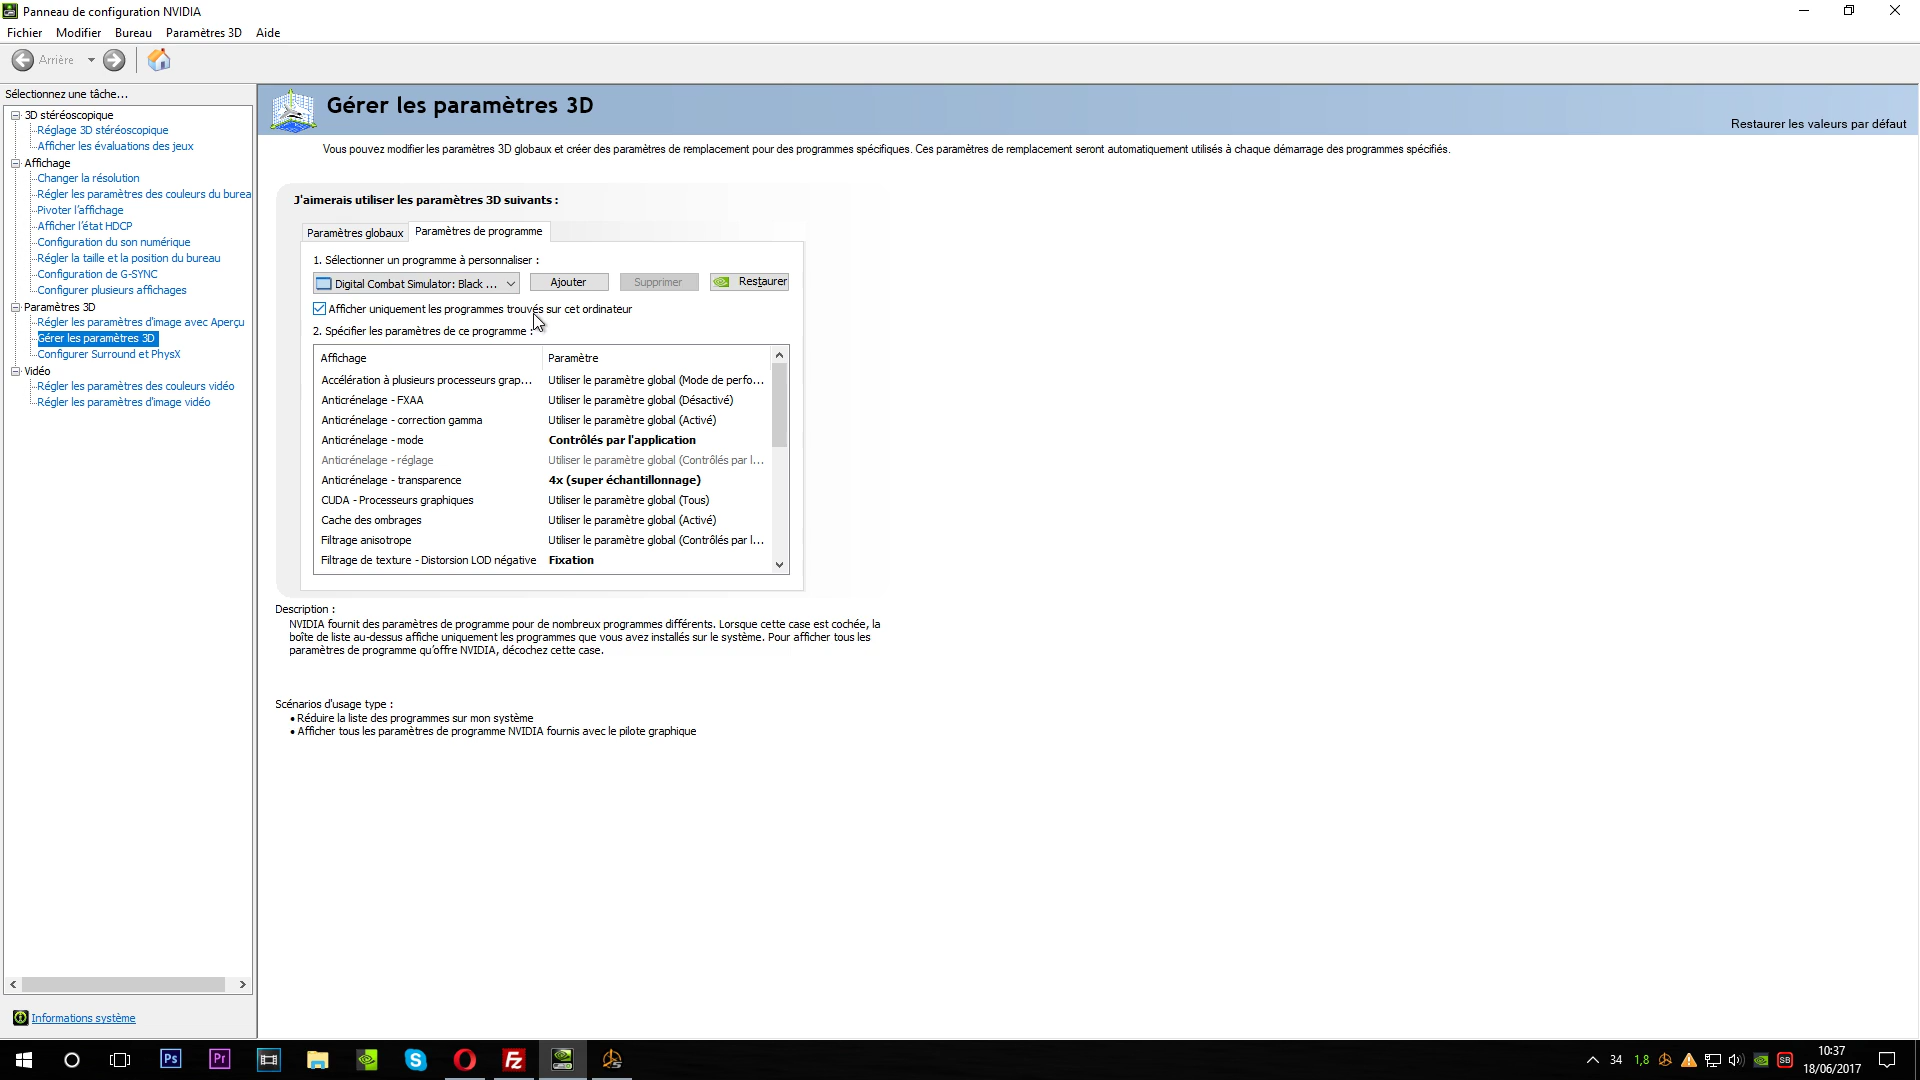 Panneau de configuration NVIDIA
Fichier Modifier Bureau Paramètres 3D Aide
Arrière
Sélectionnez une tâche...
3D stéréoscopique
Réglage 3D stéréoscopique
Afficher les évaluations des jeux
Affichage
Changer la résolution
Régler les paramètres des couleurs du burea
Pivoter l'affichage
Afficher l'état HDCP
Configuration du son numérique
Régler la taille et la position du bureau
Configuration de G-SYNC
Configurer plusieurs affichages
Paramètres 3D
Régler les paramètres d'image avec Aperçu
Gérer les paramètres 3D
Configurer Surround et PhysX
Vidéo
Régler les paramètres des couleurs vidéo
Régler les paramètres d'image vidéo
Informations système
Gérer les paramètres 3D
Restaurer les valeurs par défaut
Vous pouvez modifier les paramètres 3D globaux et créer des paramètres de remplacement pour des programmes spécifiques. Ces paramètres de remplacement seront automatiquement utilisés à chaque démarrage des programmes spécifiés.
J'aimerais utiliser les paramètres 3D suivants :
Paramètres globaux Paramètres de programme
1. Sélectionner un programme à personnaliser :
Digital Combat Simulator: Black ... Ajouter Supprimer Restaurer
Afficher uniquement les programmes trouvés sur cet ordinateur
2. Spécifier les paramètres de ce programme :
Affichage Paramètre
Accélération à plusieurs processeurs grap... Utiliser le paramètre global (Mode de perfo...
Anticrénelage - FXAA Utiliser le paramètre global (Désactivé)
Anticrénelage - correction gamma Utiliser le paramètre global (Activé)
Anticrénelage - mode Contrôlés par l'application
Anticrénelage - réglage Utiliser le paramètre global (Contrôlés par l...
Anticrénelage - transparence 4x (super échantillonnage)
CUDA - Processeurs graphiques Utiliser le paramètre global (Tous)
Cache des ombrages Utiliser le paramètre global (Activé)
Filtrage anisotrope Utiliser le paramètre global (Contrôlés par l...
Filtrage de texture - Distorsion LOD négative Fixation
Description :
NVIDIA fournit des paramètres de programme pour de nombreux programmes différents. Lorsque cette case est cochée, la
boîte de liste au-dessus affiche uniquement les programmes que vous avez installés sur le système. Pour afficher tous les
paramètres de programme qu'offre NVIDIA, décochez cette case.
Scénarios d'usage type :
• Réduire la liste des programmes sur mon système
• Afficher tous les paramètres de programme NVIDIA fournis avec le pilote graphique
Ps Pr S Fz 34 1,8 SB 10:37
18/06/2017